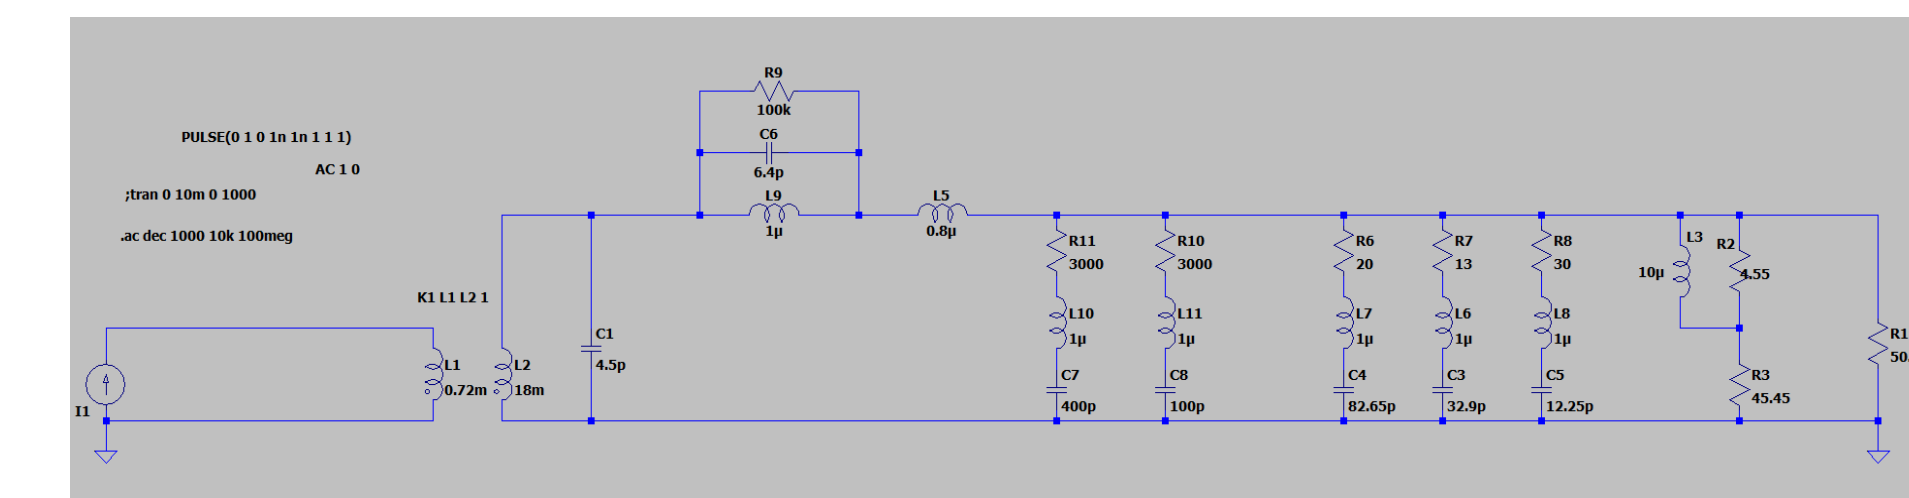 R9
100k
C6
6.4p
L9
1µ
L5
0.8µ
PULSE(0 1 0 1n 1n 1 1 1)
AC 1 0
;tran 0 10m 0 1000
.ac dec 1000 10k 100meg
K1 L1 L2 1
I1
L1
0.72m
L2
18m
C1
4.5p
R11
3000
L10
1µ
C7
400p
R10
3000
L11
1µ
C8
100p
R6
20
L7
1µ
C4
82.65p
R7
13
L6
1µ
C3
32.9p
R8
30
L8
1µ
C5
12.25p
L3
10µ
R2
4.55
R3
45.45
R1
50.